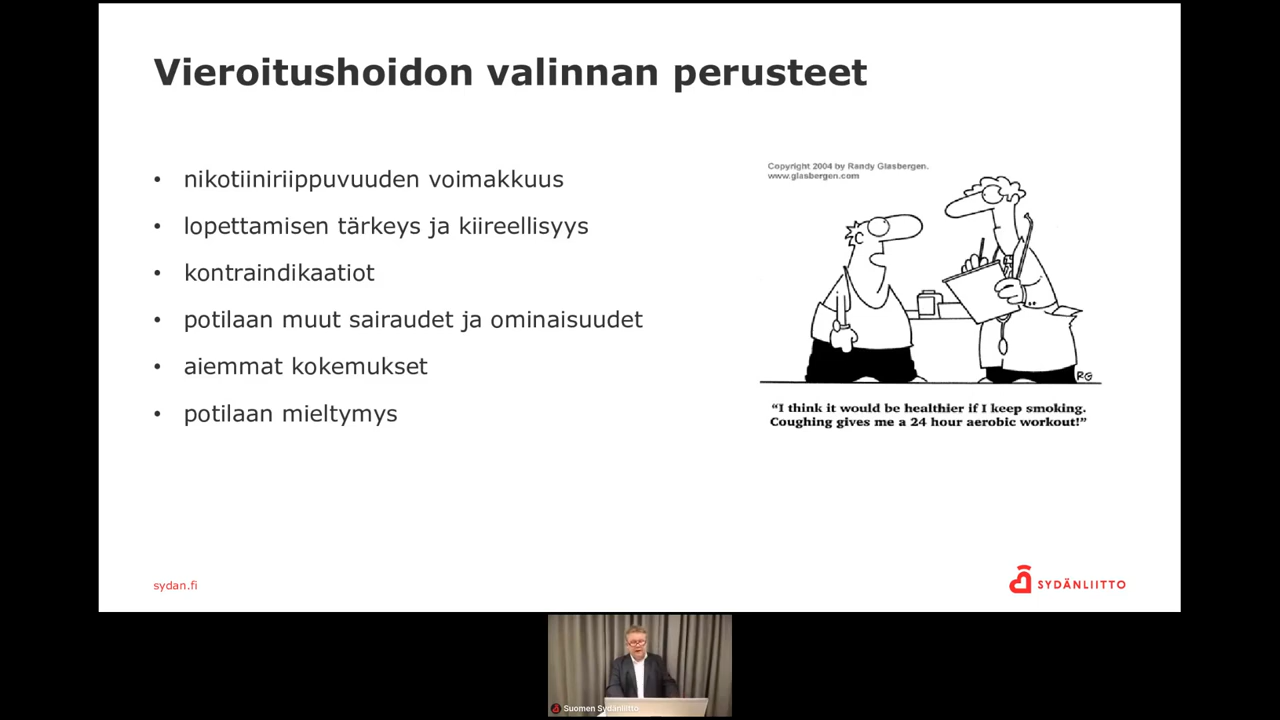 Vieroitushoidon valinnan perusteet
• nikotiiniriippuvuuden voimakkuus
• lopettamisen tärkeys ja kiireellisyys
• kontraindikaatiot
• potilaan muut sairaudet ja ominaisuudet
• aiemmat kokemukset
• potilaan mieltymys
Copyright 2004 by Randy Glasbergen.
www.glasbergen.com
RG
“I think it would be healthier if I keep smoking.
Coughing gives me a 24 hour aerobic workout!”
sydan.fi
SYDÄNLIITTO
Suomen Sydänliitto